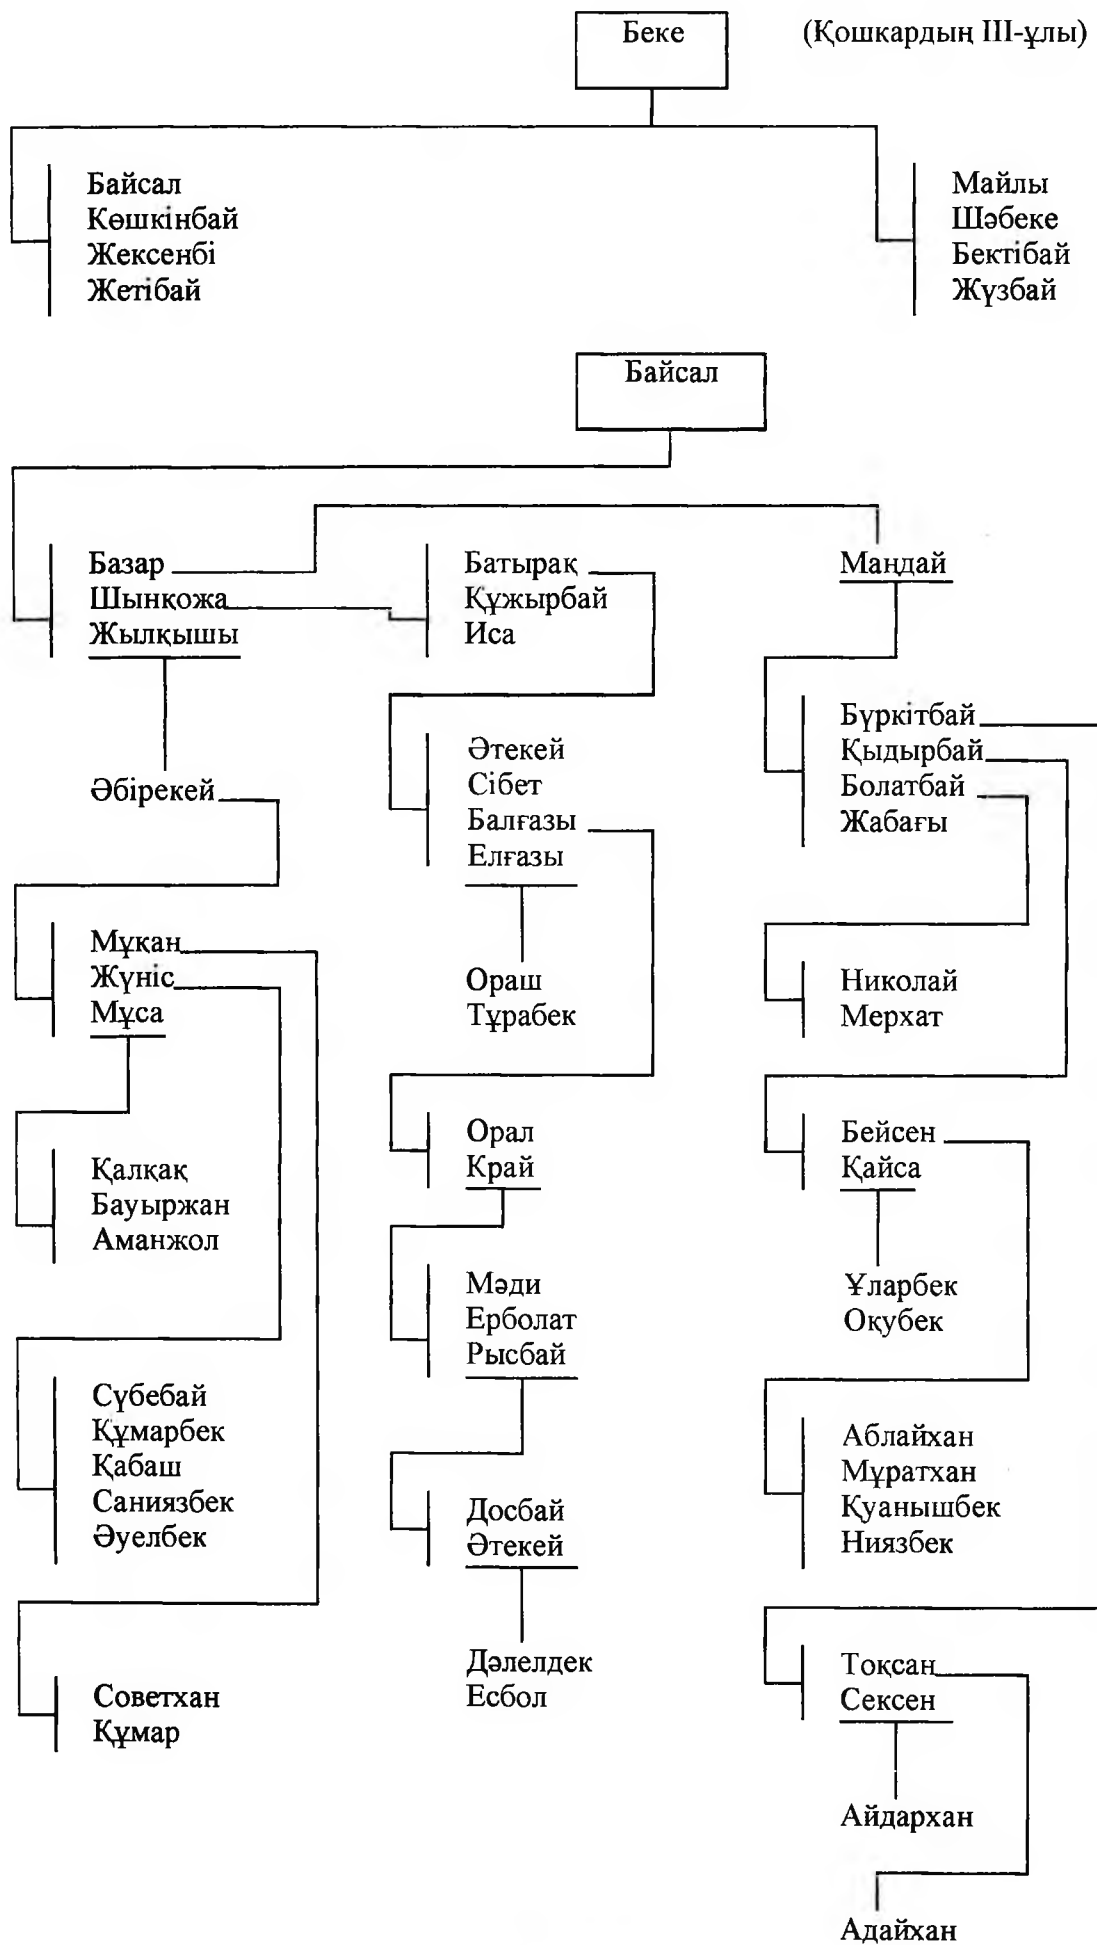 Беке
(Қошкардың III-ұлы)
Байсал
Көшкінбай
Жексенбі
Жетібай
Майлы
Шәбеке
Бектібай
Жүзбай
Байсал
Базар
Шынқожа
Жылқышы
Әбірекей
Мұқан
Жүніс
Мұса
Қалқақ
Бауыржан
Аманжол
Сүбебай
Құмарбек
Қабаш
Саниязбек
Әуелбек
Советхан
Құмар
Батырақ
Құжырбай
Иса
Әтекей
Сібет
Балғазы
Елғазы
Ораш
Тұрабек
Орал
Край
Мәди
Ерболат
Рысбай
Досбай
Әтекей
Дәлелдек
Есбол
Маңдай
Бүркітбай
Қыдырбай
Болатбай
Жабағы
Николай
Мерхат
Бейсен
Қайса
Ұларбек
Оқубек
Аблайхан
Мұратхан
Қуанышбек
Ниязбек
Тоқсан
Сексен
Айдархан
Адайхан